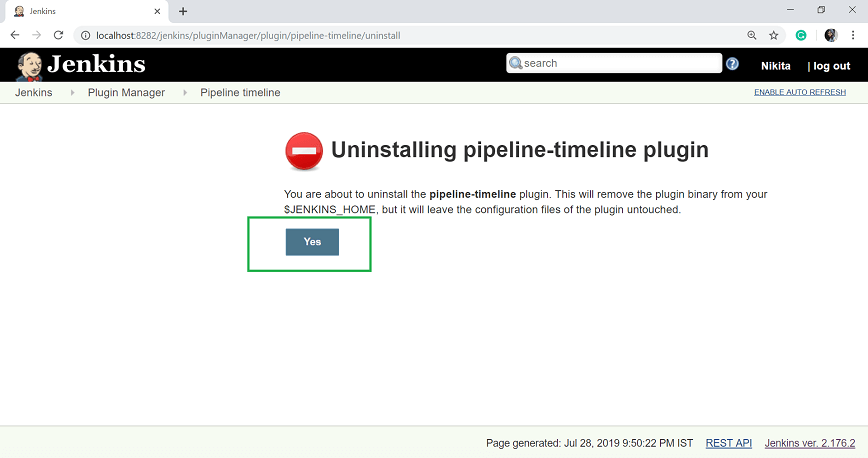 Jenkins
localhost:8282/jenkins/pluginManager/plugin/pipeline-timeline/uninstall
Jenkins
search
?
Nikita
| log out
Jenkins
Plugin Manager
Pipeline timeline
ENABLE AUTO REFRESH
Uninstalling pipeline-timeline plugin
You are about to uninstall the pipeline-timeline plugin. This will remove the plugin binary from your
$JENKINS_HOME, but it will leave the configuration files of the plugin untouched.
Yes
Page generated: Jul 28, 2019 9:50:22 PM IST REST API Jenkins ver. 2.176.2